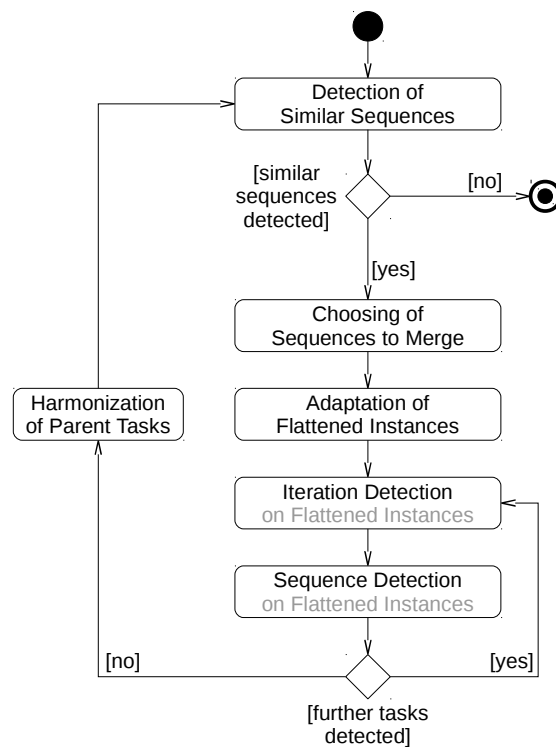 Detection of
Similar Sequences
[similar
sequences
detected]
[no]
[yes]
Choosing of
Sequences to Merge
Harmonization
of Parent Tasks
Adaptation of
Flattened Instances
Iteration Detection
on Flattened Instances
Sequence Detection
on Flattened Instances
[no]
[yes]
[further tasks
detected]